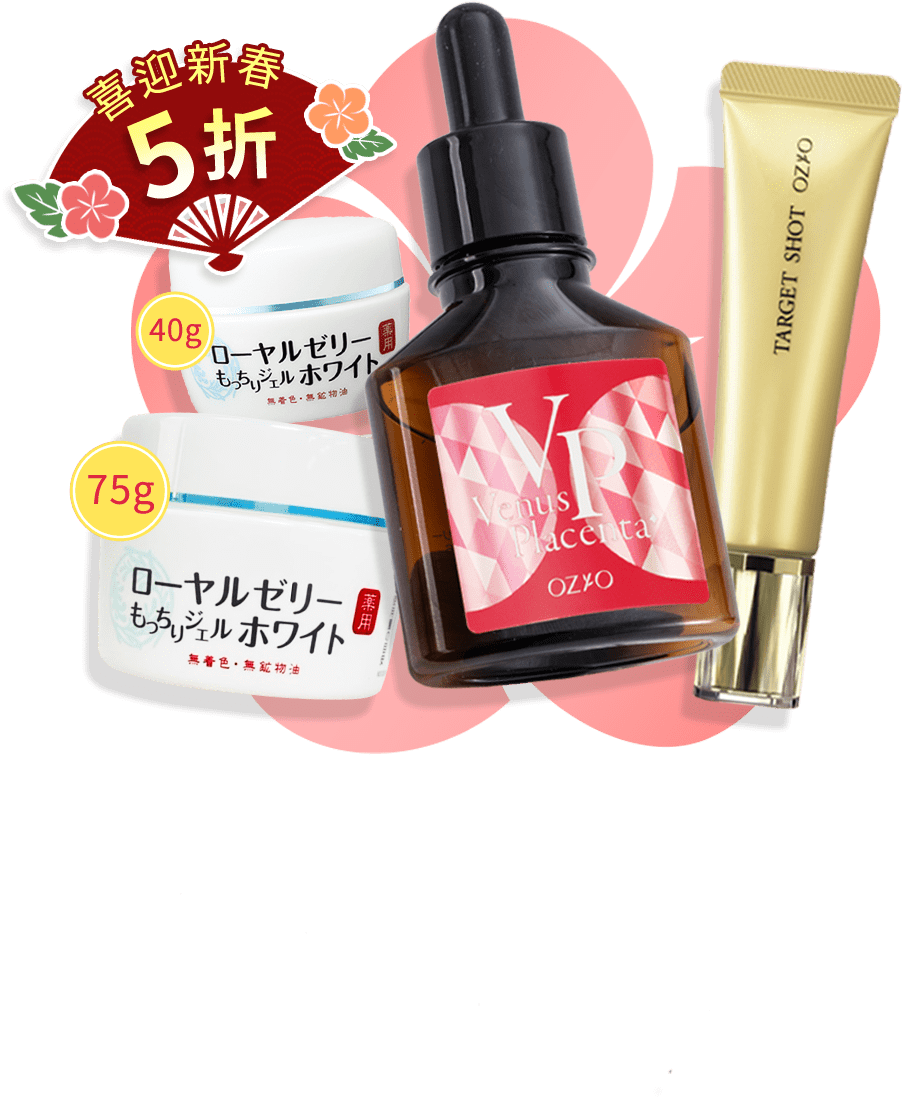 喜迎新春
5折
40g
ローヤルゼリー
もっちりジェル ホワイト
薬用
無着色・無鉱物油
75g
ローヤルゼリー
もっちりジェル ホワイト
薬用
無着色・無鉱物油
VP
Venus
Placenta
OZIO
TARGET SHOT OZIO